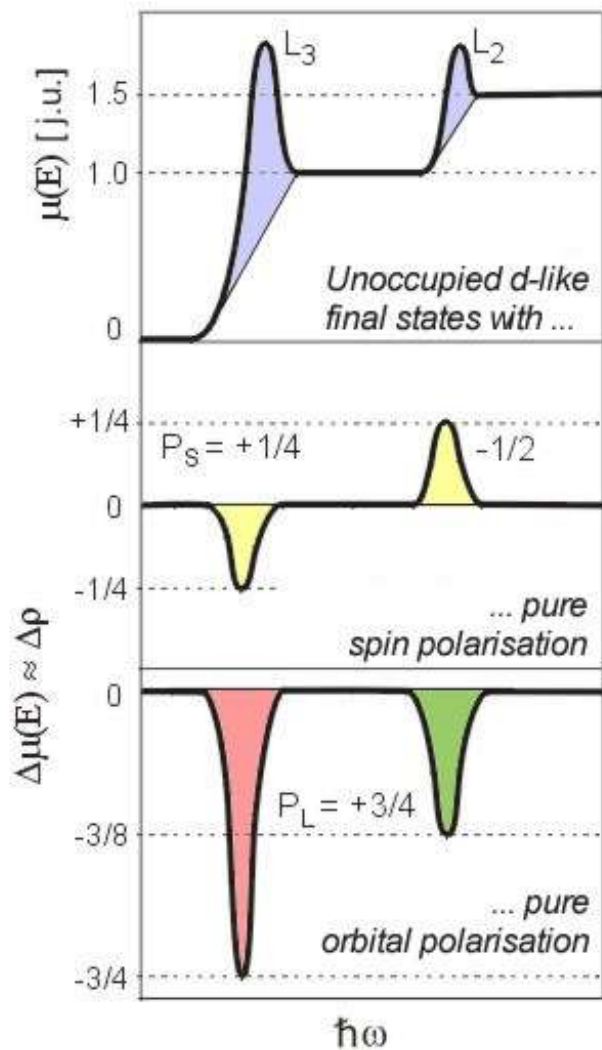 μ(E) [j.u.]
L3
L2
1.5
1.0
0
Unoccupied d-like
final states with ...
+1/4
PS = +1/4
-1/2
0
-1/4
... pure
spin polarisation
Δμ(E) ≈ Δρ
0
PL = +3/4
-3/8
... pure
orbital polarisation
-3/4
ħω